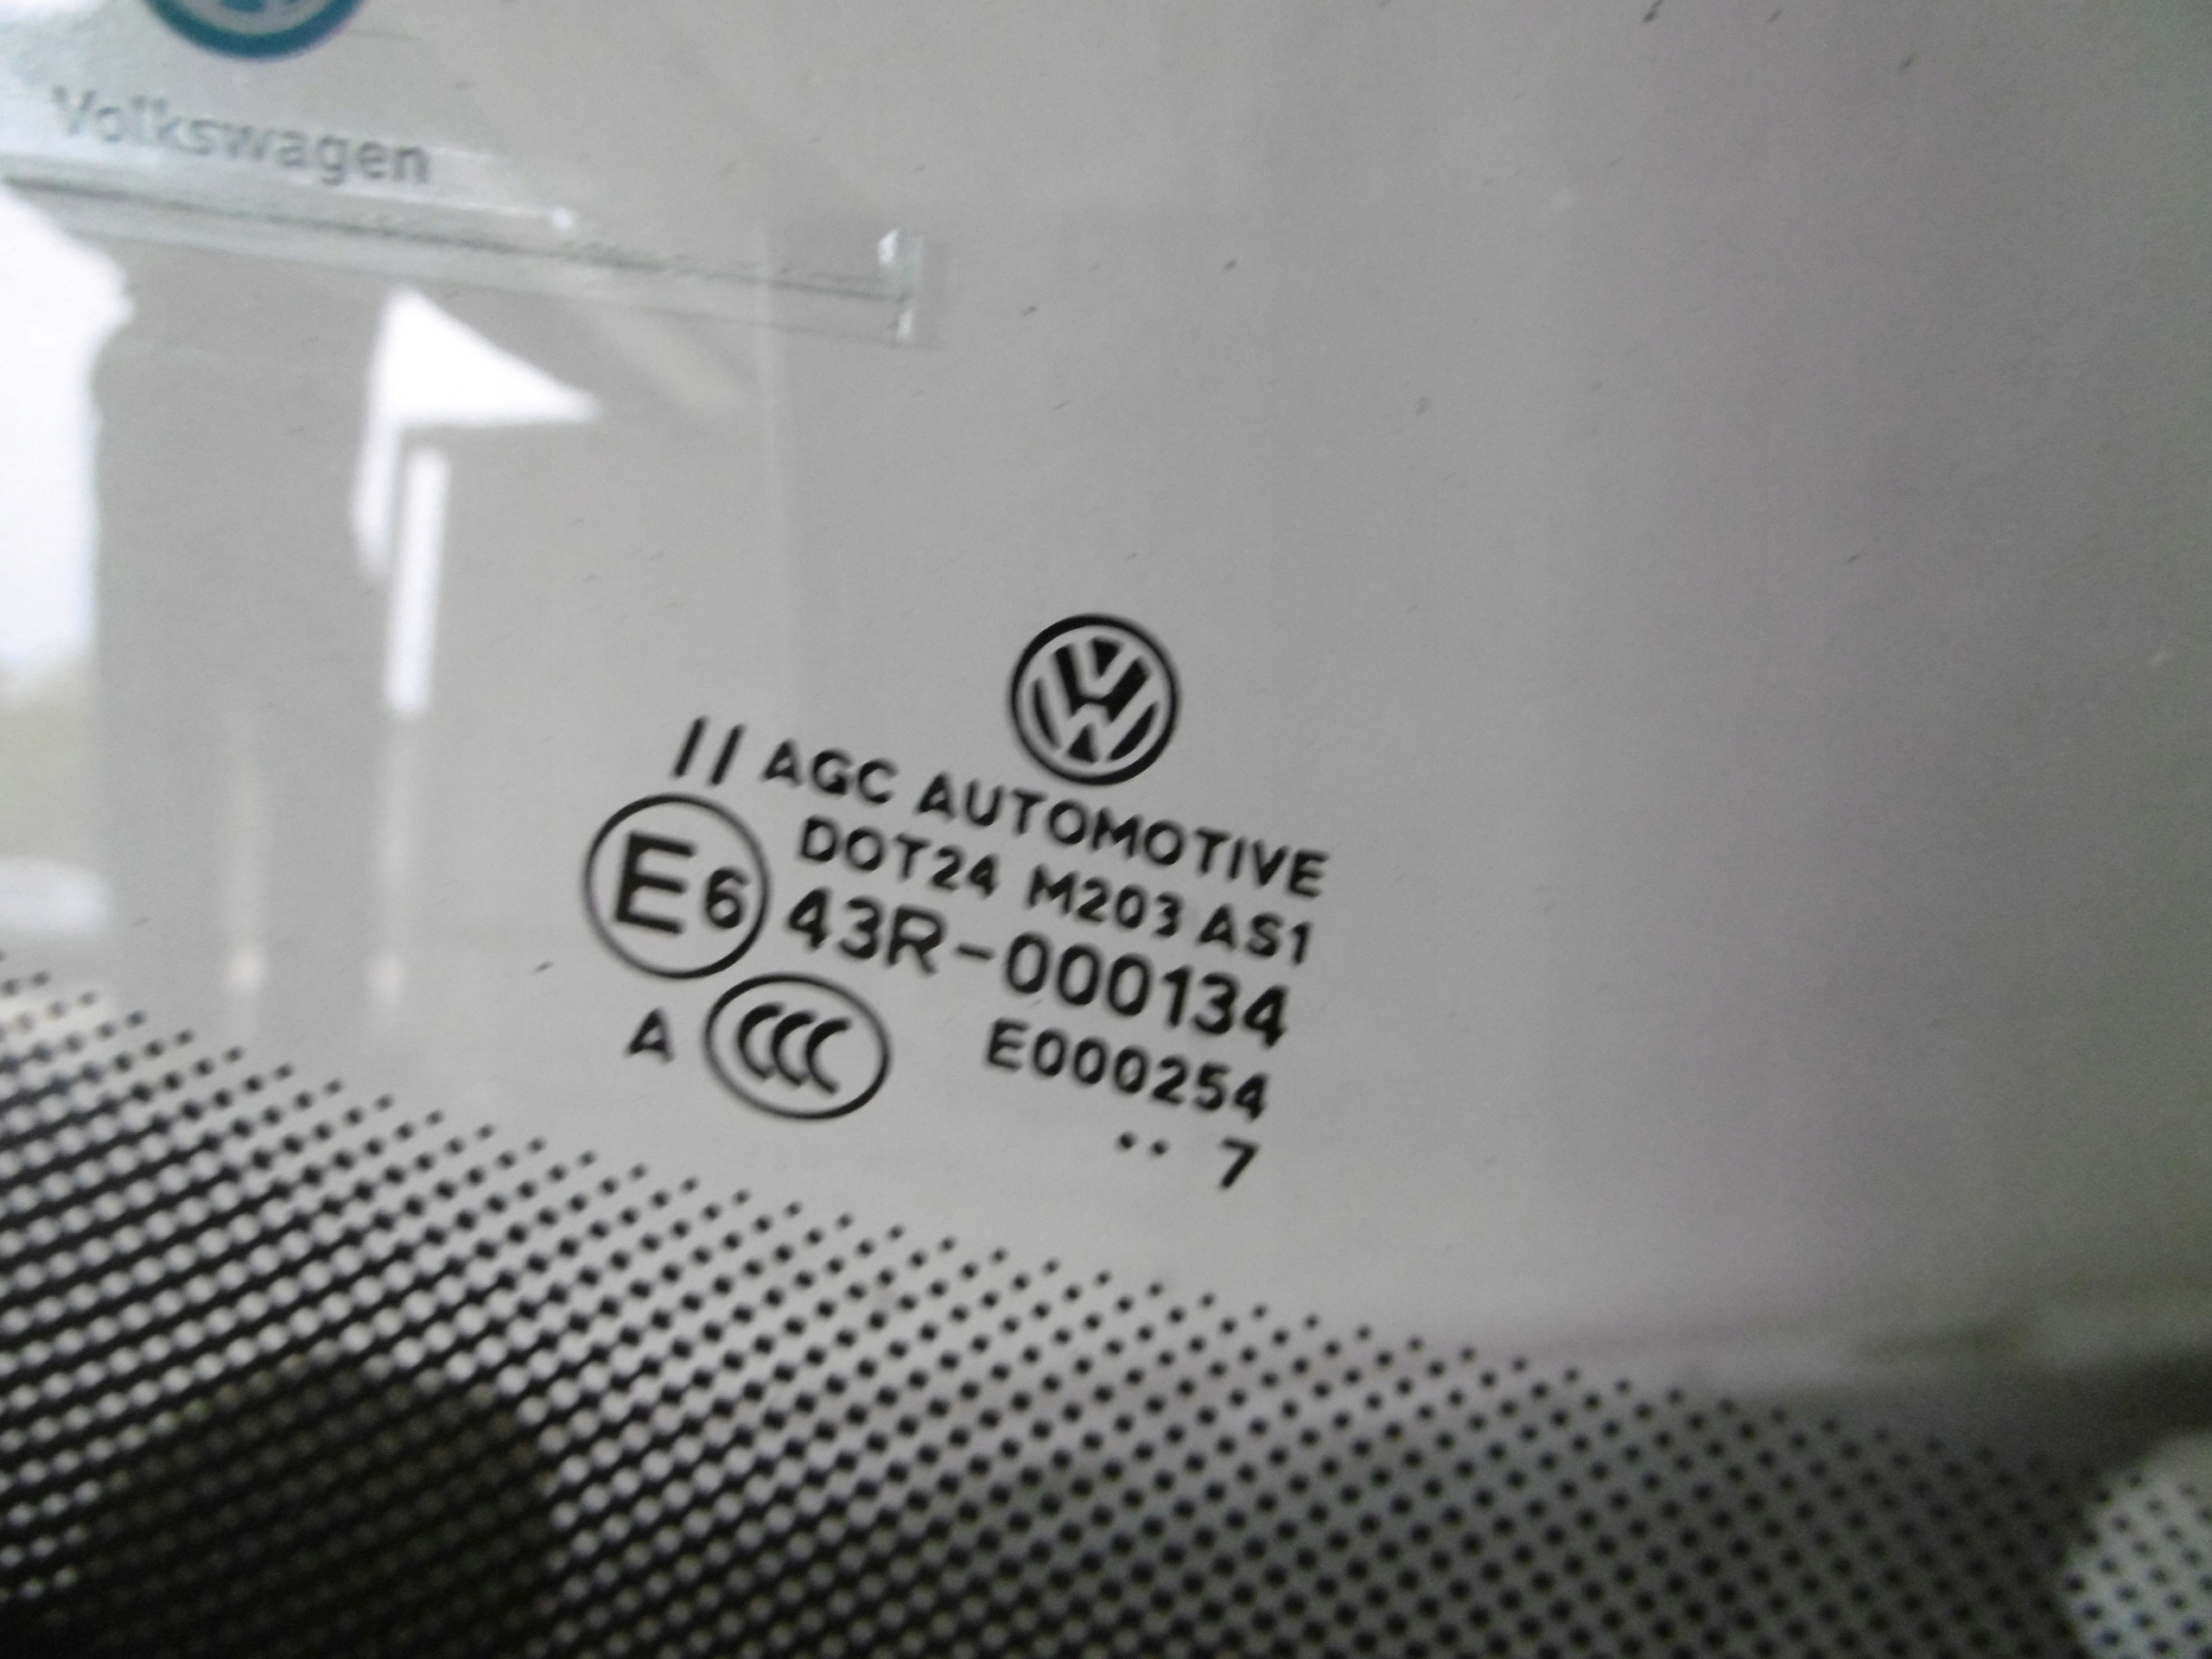 Volkswagen
// AGC AUTOMOTIVE
DOT24 M203 AS1
E6 43R-000134
A CCC E000254
.. 7